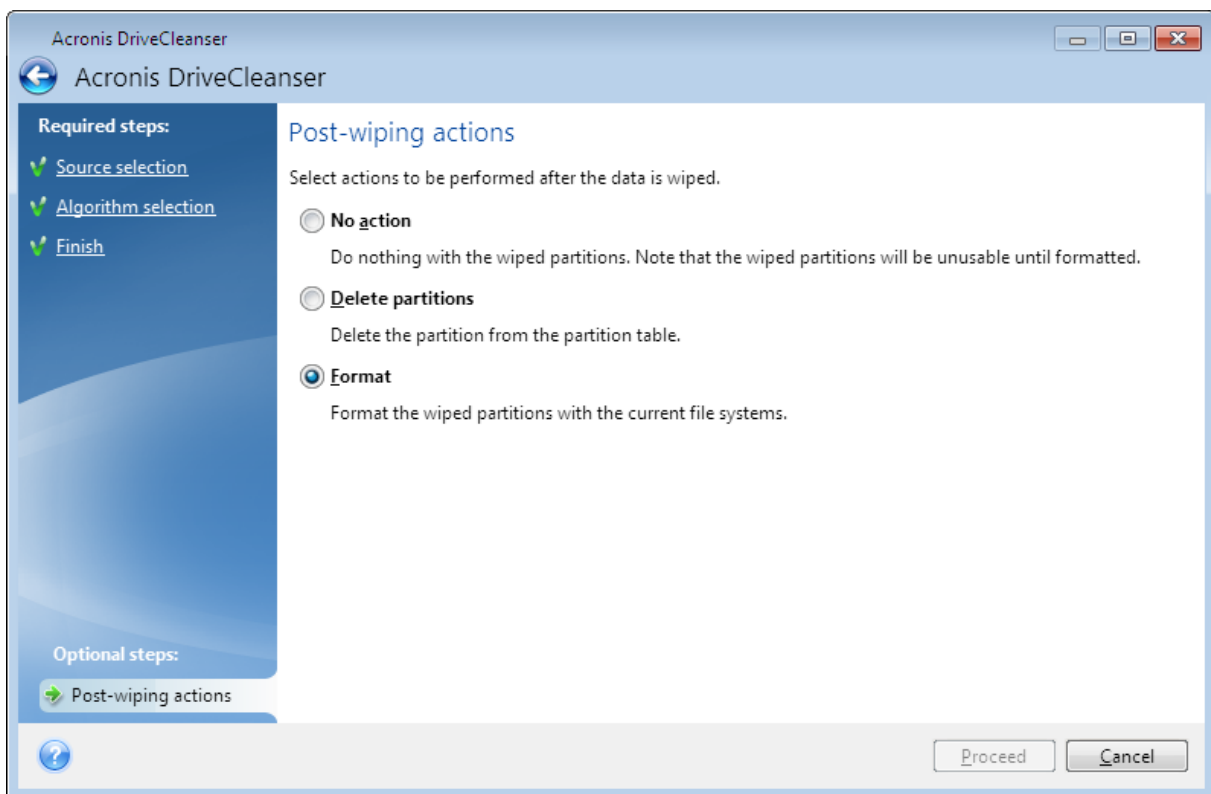 Acronis DriveCleanser
Acronis DriveCleanser
Required steps:
Source selection
Algorithm selection
Finish
Optional steps:
Post-wiping actions
Post-wiping actions
Select actions to be performed after the data is wiped.
No action
Do nothing with the wiped partitions. Note that the wiped partitions will be unusable until formatted.
Delete partitions
Delete the partition from the partition table.
Format
Format the wiped partitions with the current file systems.
?
Proceed
Cancel